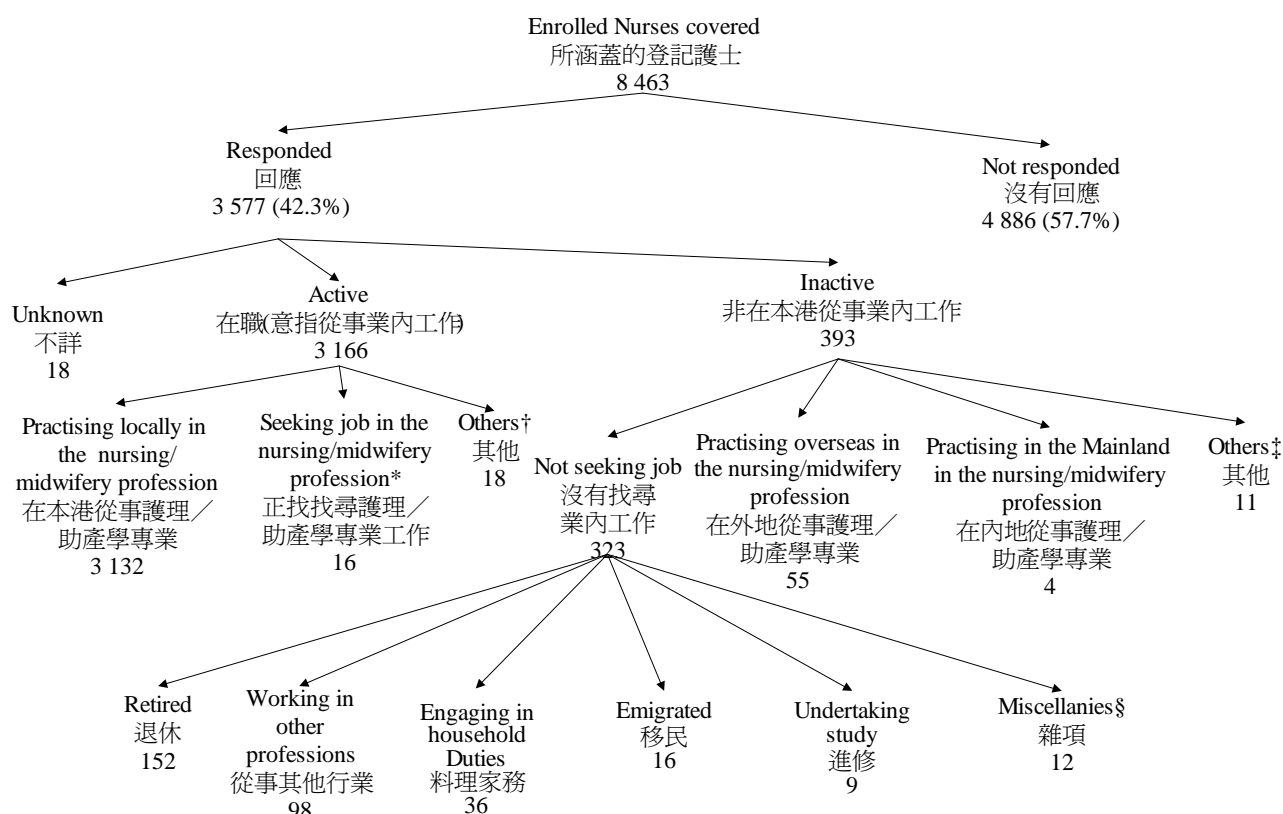 Enrolled Nurses covered
所涵蓋的登記護士
8 463
Responded
回應
3 577 (42.3%)
Not responded
沒有回應
4 886 (57.7%)
Unknown
不詳
18
Active
在職(意指從事業內工作)
3 166
Inactive
非在本港從事業內工作
393
Practising locally in
the nursing/
midwifery profession
在本港從事護理／
助產學專業
3 132
Seeking job in the
nursing/midwifery
profession*
正找找尋護理／
助產學專業工作
16
Others†
其他
18
Not seeking job
沒有找尋
業內工作
323
Practising overseas in
the nursing/midwifery
profession
在外地從事護理／
助產學專業
55
Practising in the Mainland
in the nursing/midwifery
profession
在內地從事護理／
助產學專業
4
Others‡
其他
11
Retired
退休
152
Working in
other
professions
從事其他行業
98
Engaging in
household
Duties
料理家務
36
Emigrated
移民
16
Undertaking
study
進修
9
Miscellanies§
雜項
12